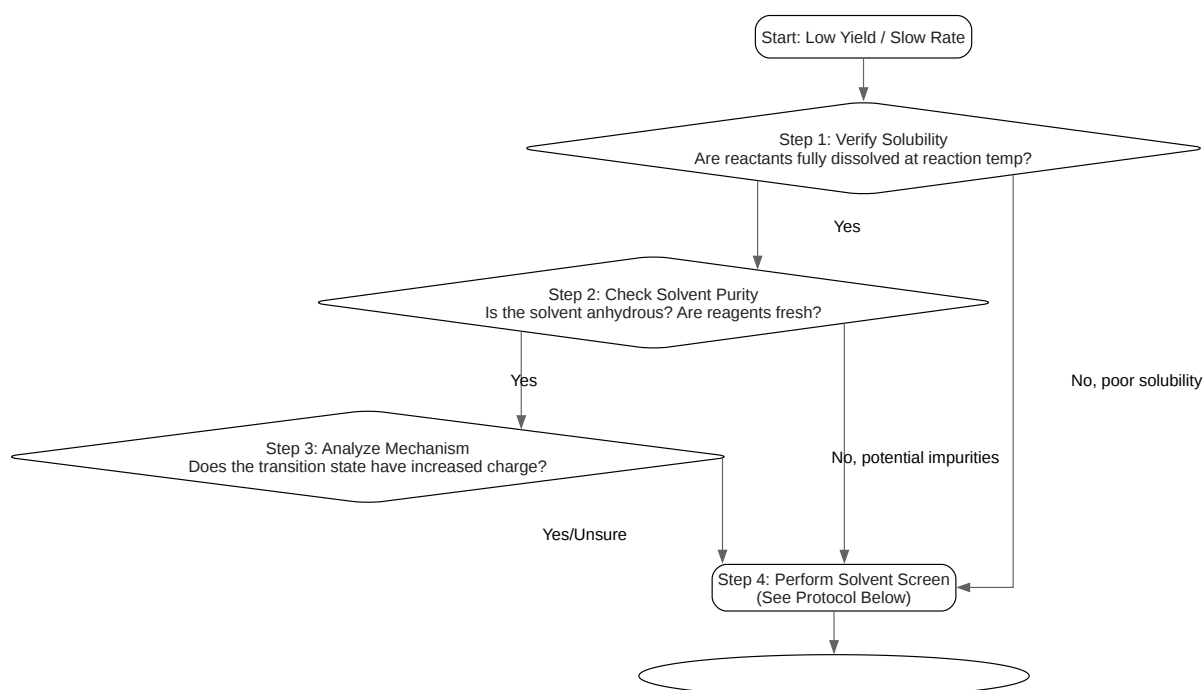 Start: Low Yield / Slow Rate
Step 1: Verify Solubility
Are reactants fully dissolved at reaction temp?
Yes
Step 2: Check Solvent Purity
Is the solvent anhydrous? Are reagents fresh?
Yes
No, poor solubility
Step 3: Analyze Mechanism
Does the transition state have increased charge?
No, potential impurities
Yes/Unsure
Step 4: Perform Solvent Screen
(See Protocol Below)